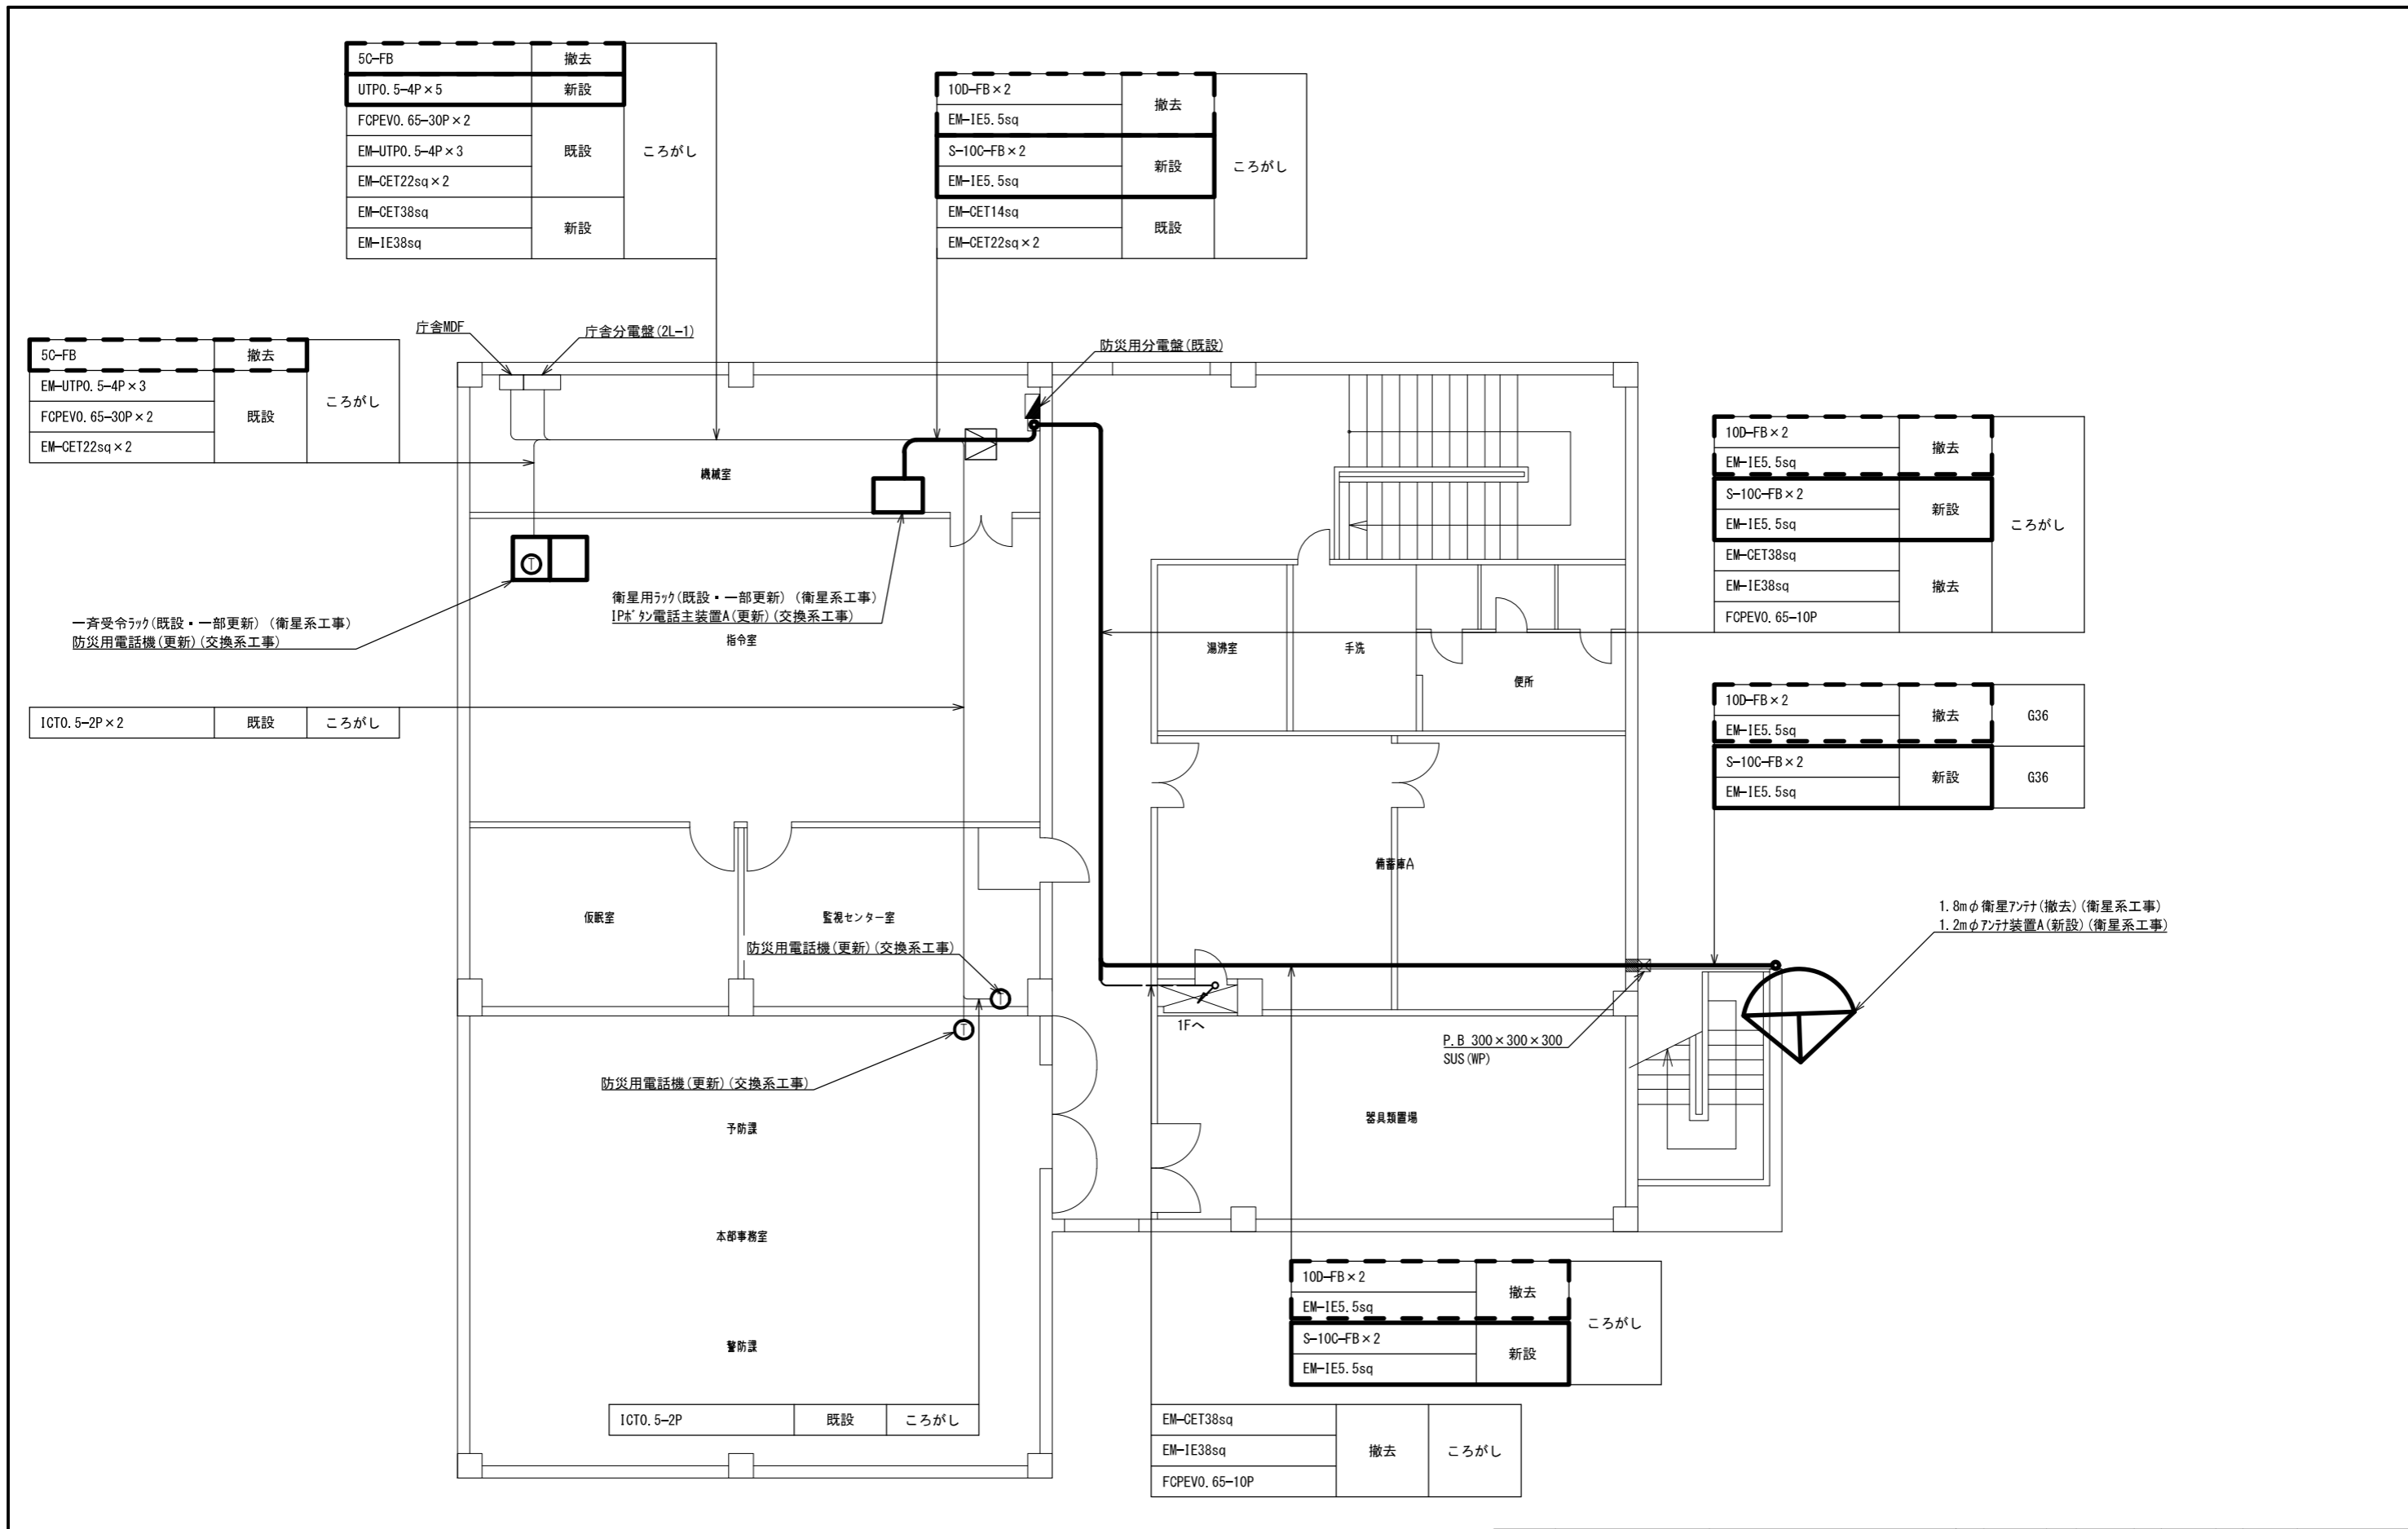 5C-FB 撤去
UTP0.5-4P×5 新設
FCPEV0.65-30P×2
EM-UTP0.5-4P×3 既設 ころがし
EM-CET22sq×2
EM-CET38sq
新設
EM-IE38sq
10D-FB×2
撤去
EM-IE5.5sq
S-10C-FB×2
新設 ころがし
EM-IE5.5sq
EM-CET14sq
既設
EM-CET22sq×2
庁舎MDF
庁舎分電盤(2L-1)
防災用分電盤(既設)
5C-FB 撤去
EM-UTP0.5-4P×3
ころがし
FCPEV0.65-30P×2 既設
EM-CET22sq×2
10D-FB×2
撤去
EM-IE5.5sq
S-10C-FB×2
新設
EM-IE5.5sq ころがし
EM-CET38sq
EM-IE38sq 撤去
FCPEV0.65-10P
機械室
T
衛星用ラック(既設・一部更新) (衛星系工事)
IPボタン電話主装置A(更新)(交換系工事)
一斉受令ラック(既設・一部更新) (衛星系工事)
防災用電話機(更新)(交換系工事)
指令室
湯沸室
手洗
便所
ICT0.5-2P×2 既設 ころがし
10D-FB×2
撤去 G36
EM-IE5.5sq
S-10C-FB×2
新設 G36
EM-IE5.5sq
備蓄庫A
仮眠室
監視センター室
防災用電話機(更新)(交換系工事)
1.8mφ衛星アンテナ(撤去)(衛星系工事)
1.2mφアンテナ装置A(新設)(衛星系工事)
T
T
1Fへ
P.B 300×300×300
SUS(WP)
防災用電話機(更新)(交換系工事)
予防課
器具類置場
本部事務室
警防課
10D-FB×2
撤去
EM-IE5.5sq
ころがし
S-10C-FB×2
新設
EM-IE5.5sq
ICT0.5-2P 既設 ころがし
EM-CET38sq
EM-IE38sq 撤去 ころがし
FCPEV0.65-10P